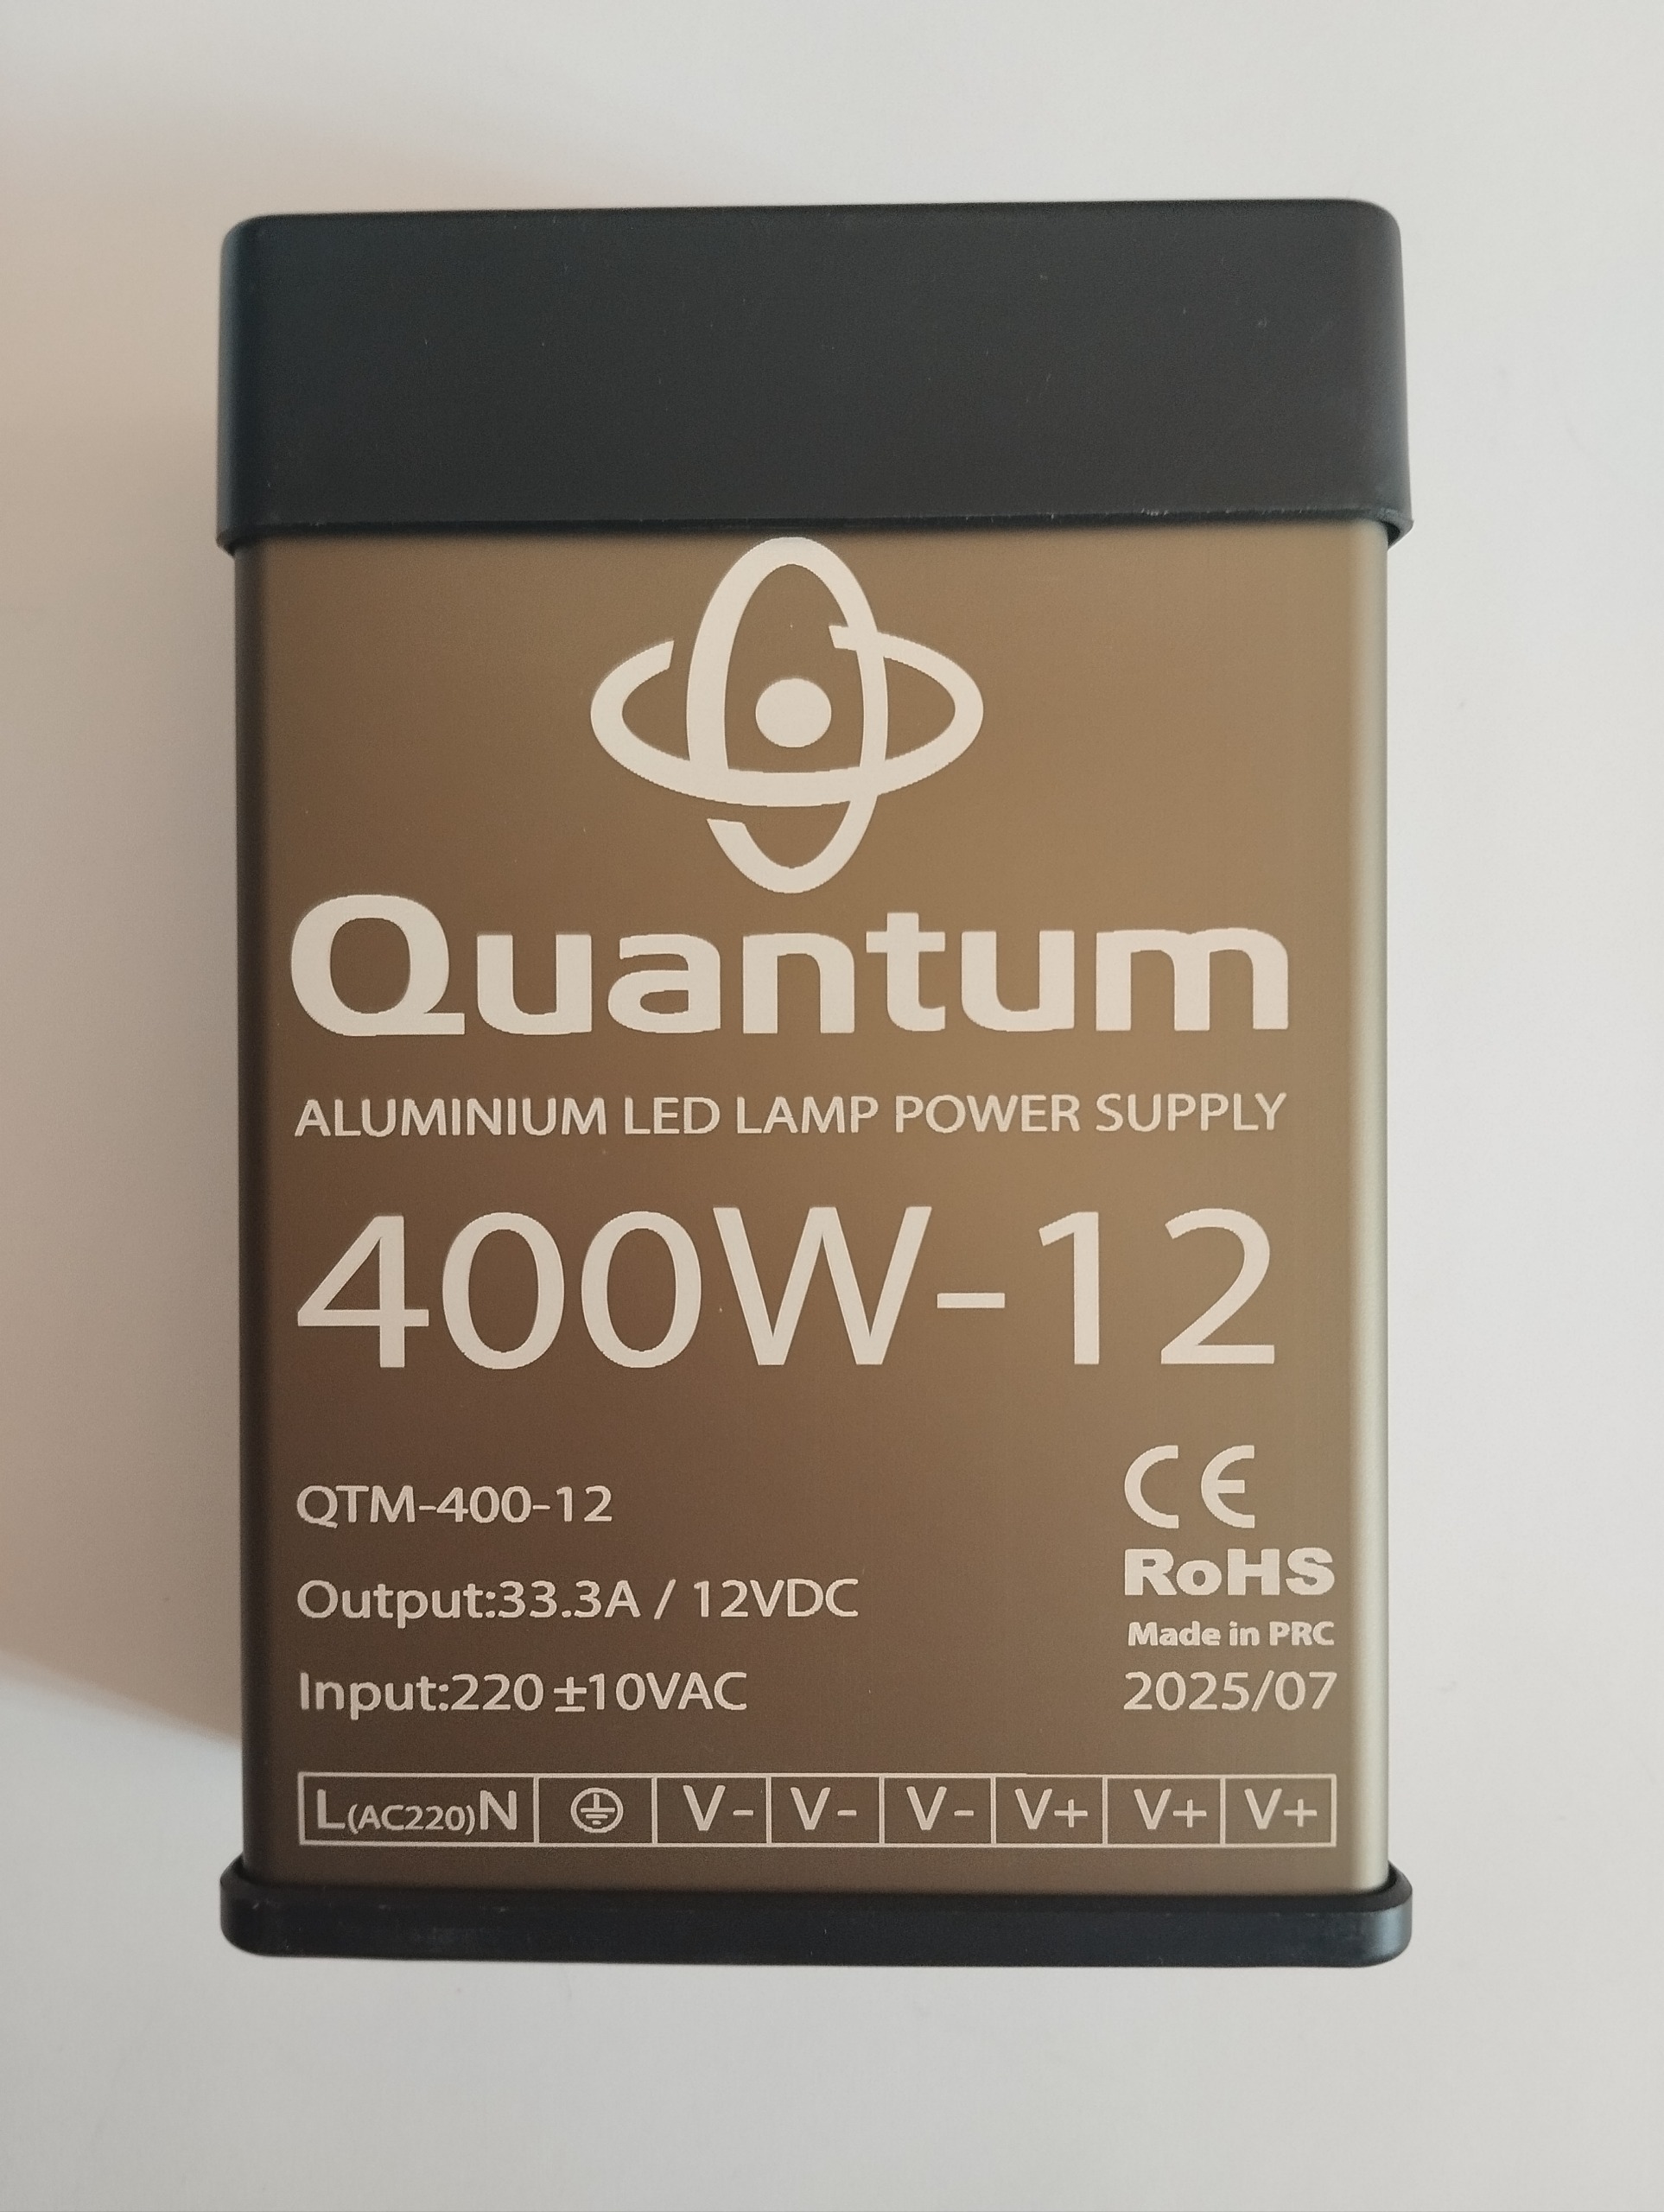 Quantum
ALUMINIUM LED LAMP POWER SUPPLY
400W-12
QTM-400-12
Output:33.3A / 12VDC
Input:220 ±10VAC
CE
RoHS
Made in PRC
2025/07
L(AC220)N V- V- V- V+ V+ V+